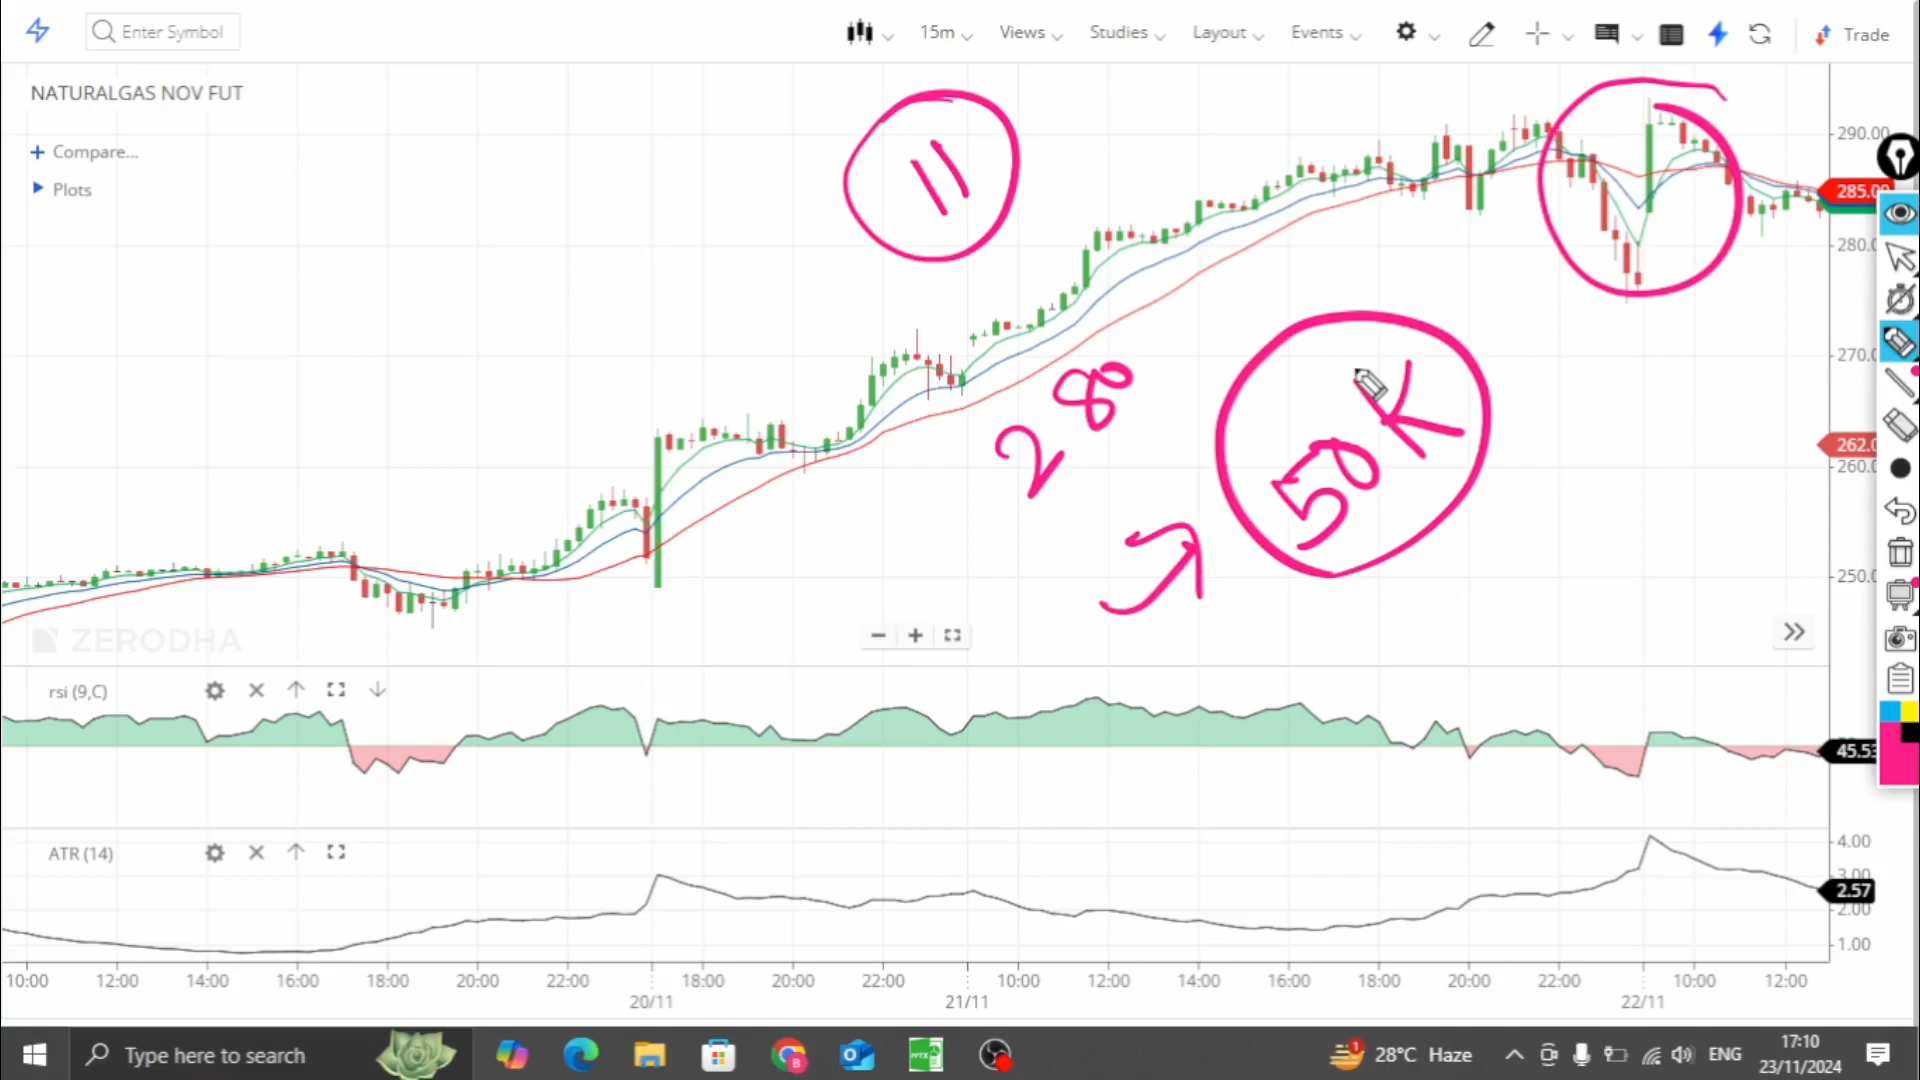 Enter Symbol
15m
Views
Studies
Layout
Events
Trade
NATURALGAS NOV FUT
+ Compare...
Plots
290.00
285.0
280.0
270.0
262.0
260.0
250.0
11
280
50K
ZERODHA
rsi (9,C)
45.53
ATR (14)
4.00
3.00
2.57
2.00
1.00
10:00 12:00 14:00 16:00 18:00 20:00 22:00 18:00 20:00 22:00 10:00 12:00 14:00 16:00 18:00 20:00 22:00 10:00 12:00
20/11 21/11 22/11
Type here to search
1
28°C Haze
ENG
17:10
23/11/2024